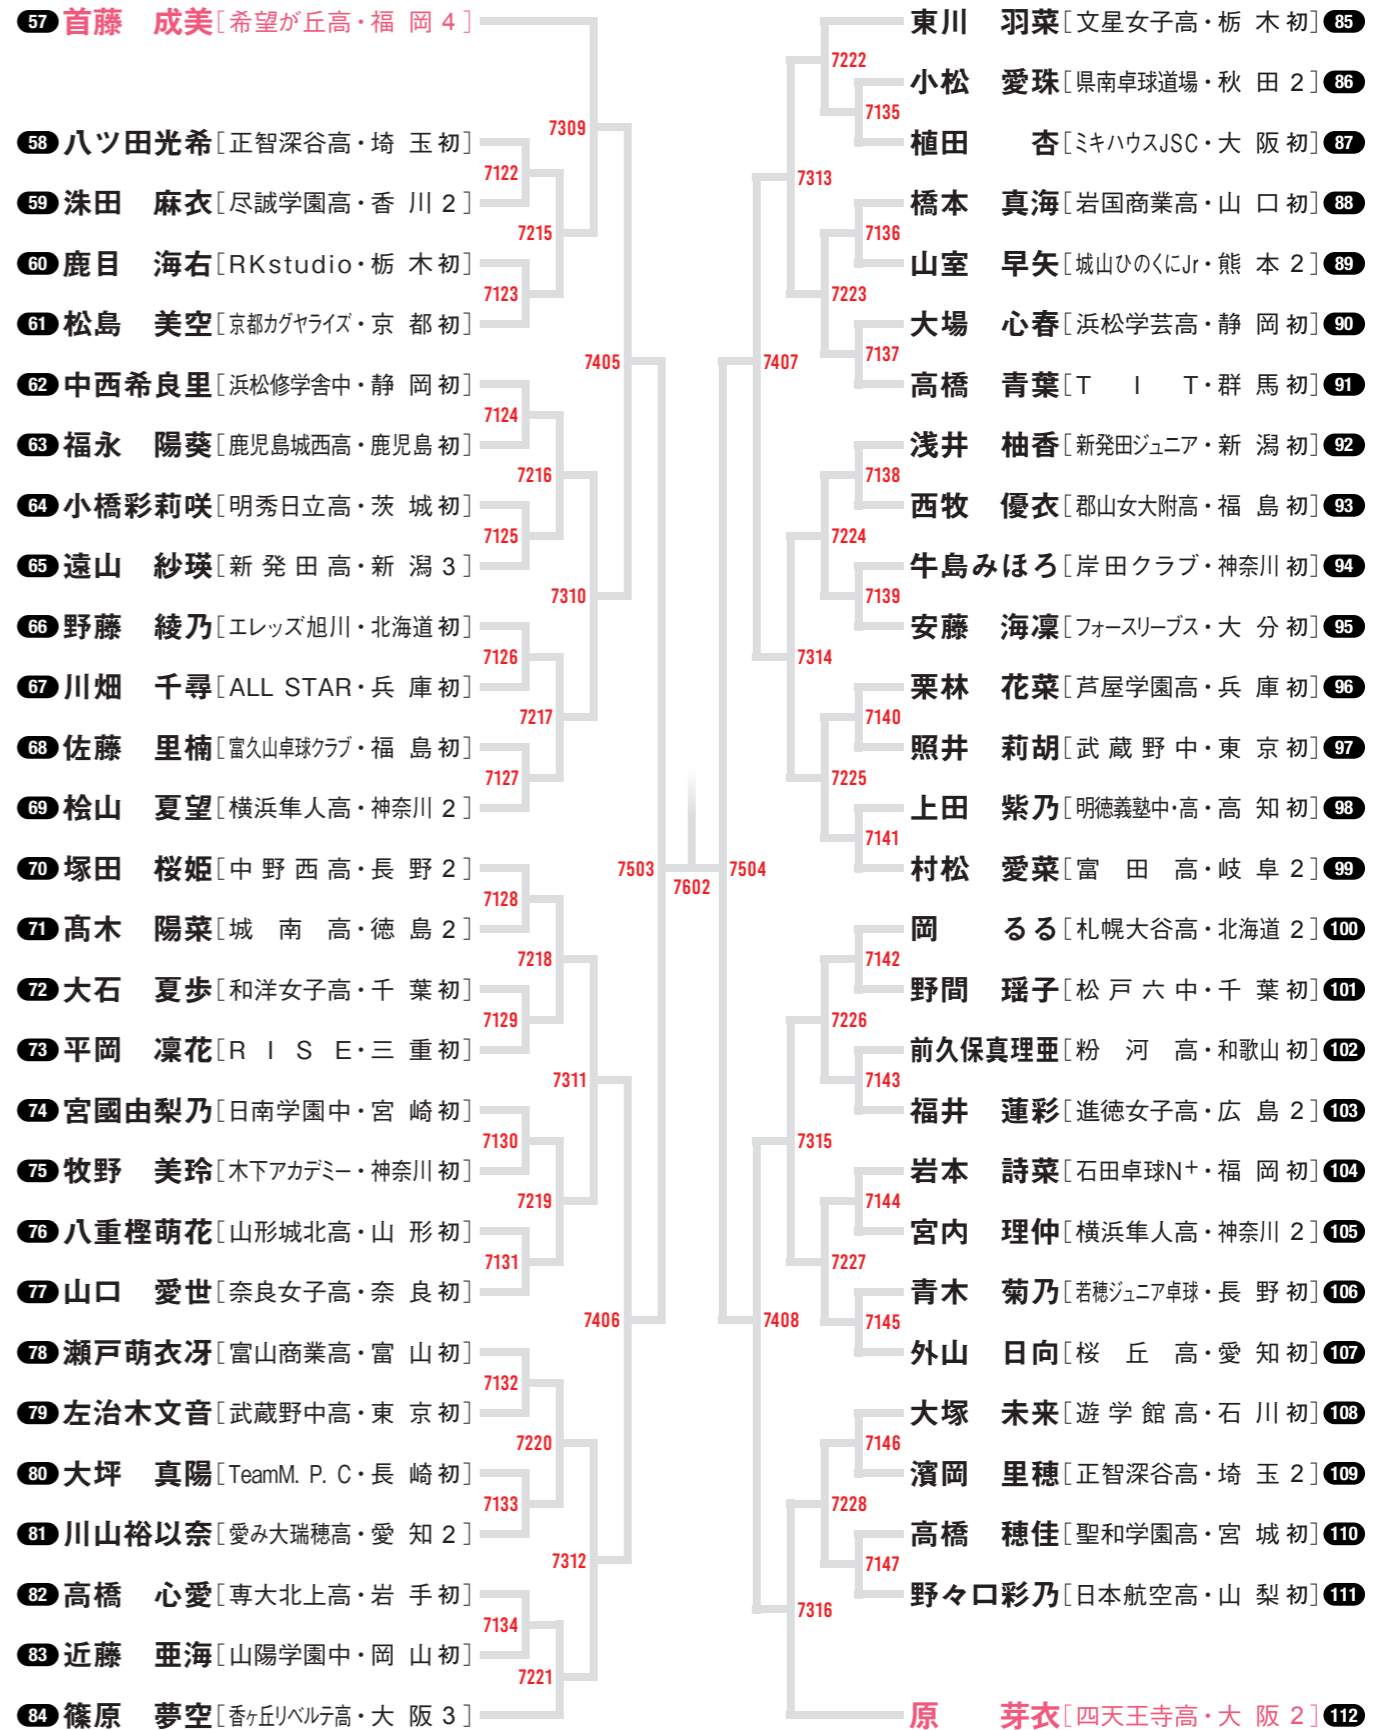 57 首藤　成美［希望が丘高・福 岡 4］
7309
58 八ツ田光希［正智深谷高・埼 玉 初］
7122
59 洙田　麻衣［尽誠学園高・香 川 2］
7215
60 鹿目　海右［RKstudio・栃 木 初］
7123
61 松島　美空［京都カグヤライズ・京 都 初］
7405
62 中西希良里［浜松修学舎中・静 岡 初］
7124
63 福永　陽葵［鹿児島城西高・鹿児島 初］
7216
64 小橋彩莉咲［明秀日立高・茨 城 初］
7125
65 遠山　紗瑛［新 発 田 高・新 潟 3］
7310
66 野藤　綾乃［エレッズ旭川・北海道 初］
7126
67 川畑　千尋［ALL STAR・兵 庫 初］
7217
68 佐藤　里楠［富久山卓球クラブ・福 島 初］
7127
69 桧山　夏望［横浜隼人高・神奈川 2］
7503
70 塚田　桜姫［中 野 西 高・長 野 2］
7128
71 髙木　陽菜［城　南　高・徳 島 2］
7218
72 大石　夏歩［和洋女子高・千 葉 初］
7129
73 平岡　凜花［R I S E・三 重 初］
7311
74 宮國由梨乃［日南学園中・宮 崎 初］
7130
75 牧野　美玲［木下アカデミー・神奈川 初］
7219
76 八重樫萌花［山形城北高・山 形 初］
7131
77 山口　愛世［奈良女子高・奈 良 初］
7406
78 瀬戸萌衣冴［富山商業高・富 山 初］
7132
79 左治木文音［武蔵野中高・東 京 初］
7220
80 大坪　真陽［TeamM. P. C・長 崎 初］
7133
81 川山裕以奈［愛み大瑞穂高・愛 知 2］
7312
82 高橋　心愛［専大北上高・岩 手 初］
7134
83 近藤　亜海［山陽学園中・岡 山 初］
7221
84 篠原　夢空［香ヶ丘リベルテ高・大 阪 3］
7602
東川　羽菜［文星女子高・栃 木 初］85
7222
小松　愛珠［県南卓球道場・秋 田 2］86
7135
植田　杏［ミキハウスJSC・大 阪 初］87
7313
橋本　真海［岩国商業高・山 口 初］88
7136
山室　早矢［城山ひのくにJr・熊 本 2］89
7223
大場　心春［浜松学芸高・静 岡 初］90
7137
7407
高橋　青葉［T I T・群 馬 初］91
浅井　柚香［新発田ジュニア・新 潟 初］92
7138
西牧　優衣［郡山女大附高・福 島 初］93
7224
牛島みほろ［岸田クラブ・神奈川 初］94
7139
安藤　海凜［フォースリーブス・大 分 初］95
7314
栗林　花菜［芦屋学園高・兵 庫 初］96
7140
照井　莉胡［武 蔵 野 中・東 京 初］97
7225
上田　紫乃［明徳義塾中・高・高 知 初］98
7141
村松　愛菜［富　田　高・岐 阜 2］99
7504
岡　るる［札幌大谷高・北海道 2］100
7142
野間　瑶子［松 戸 六 中・千 葉 初］101
7226
前久保真理亜［粉　河　高・和歌山 初］102
7143
福井　蓮彩［進徳女子高・広 島 2］103
7315
岩本　詩菜［石田卓球N+・福 岡 初］104
7144
宮内　理仲［横浜隼人高・神奈川 2］105
7227
青木　菊乃［若穂ジュニア卓球・長 野 初］106
7145
7408
外山　日向［桜　丘　高・愛 知 初］107
大塚　未来［遊 学 館 高・石 川 初］108
7146
濱岡　里穂［正智深谷高・埼 玉 2］109
7228
高橋　穂佳［聖和学園高・宮 城 初］110
7147
野々口彩乃［日本航空高・山 梨 初］111
7316
原　芽衣［四天王寺高・大 阪 2］112